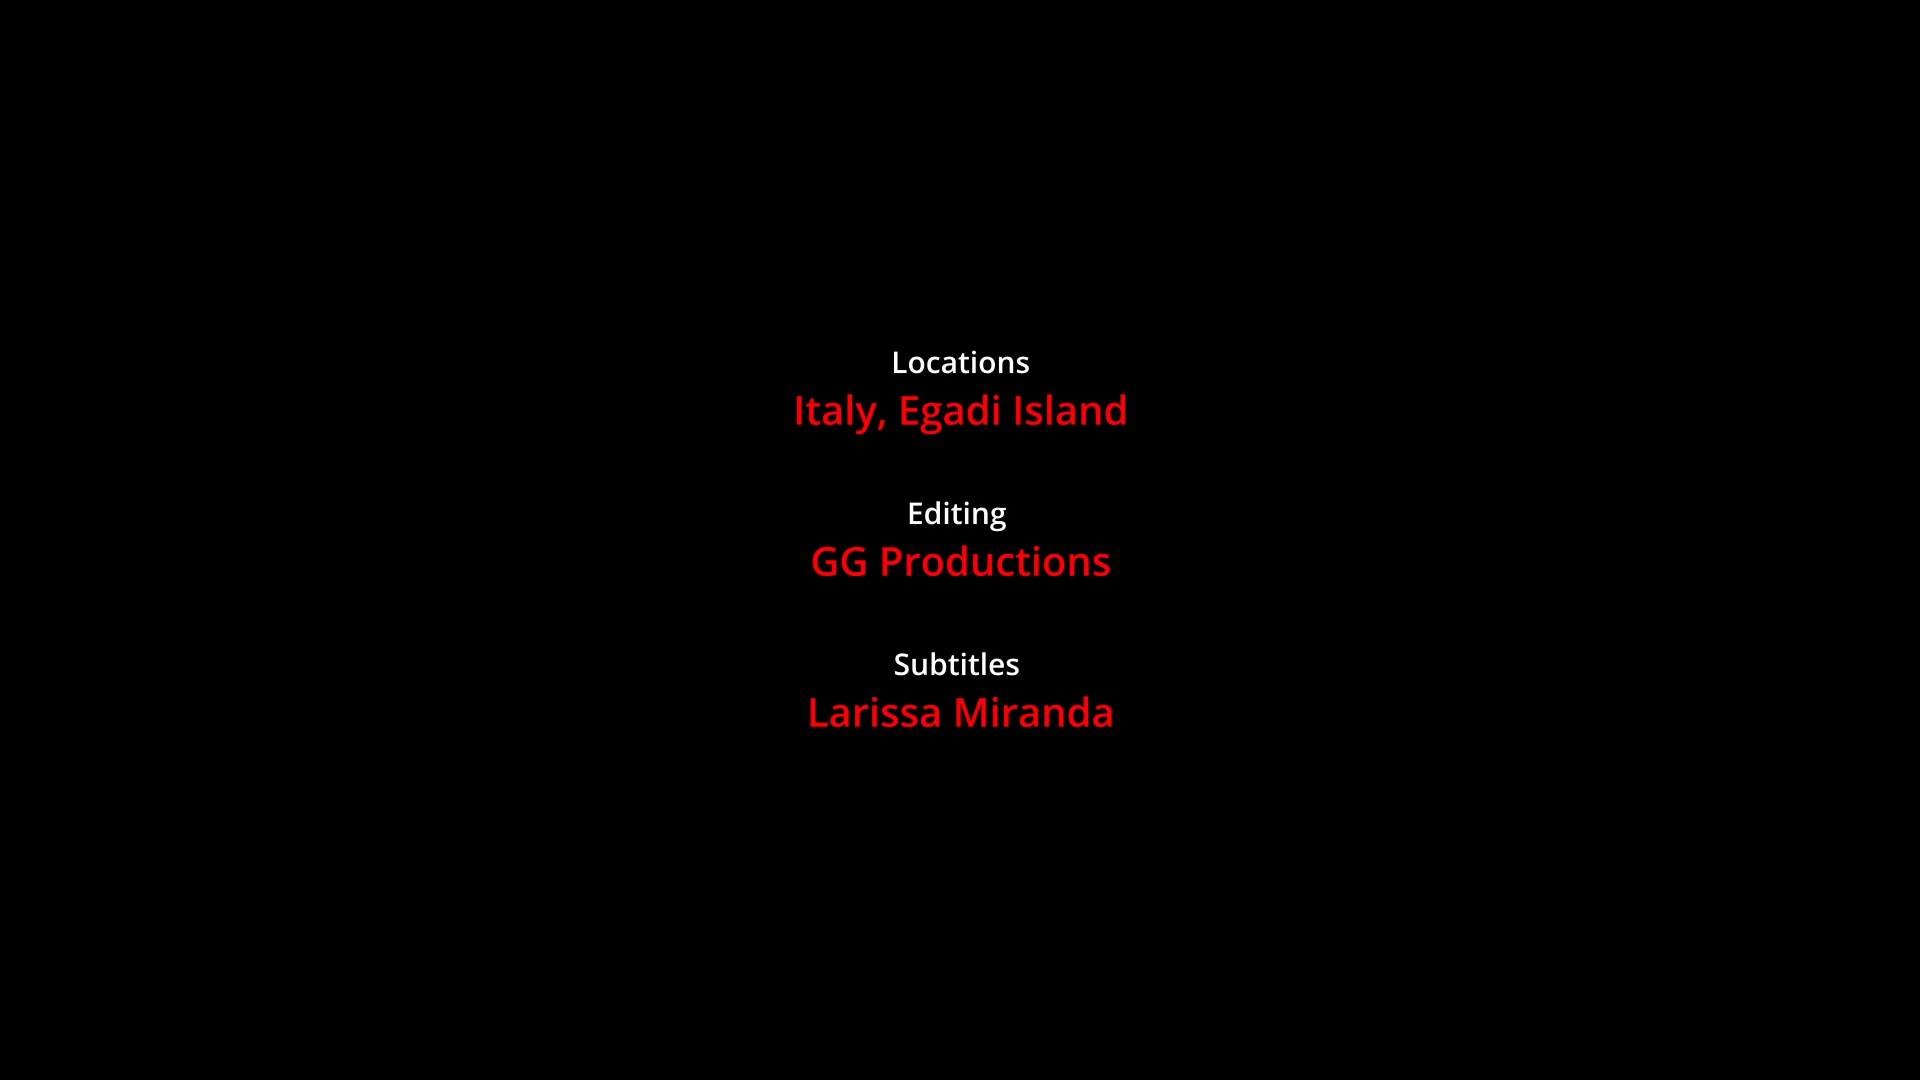 Locations
Italy, Egadi Island
Editing
GG Productions
Subtitles
Larissa Miranda